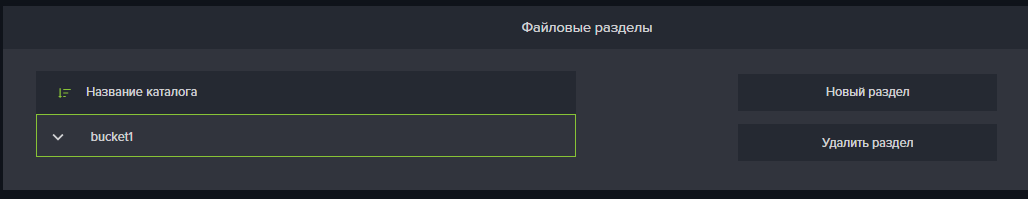 Файловые разделы
Название каталога
Новый раздел
bucket1
Удалить раздел